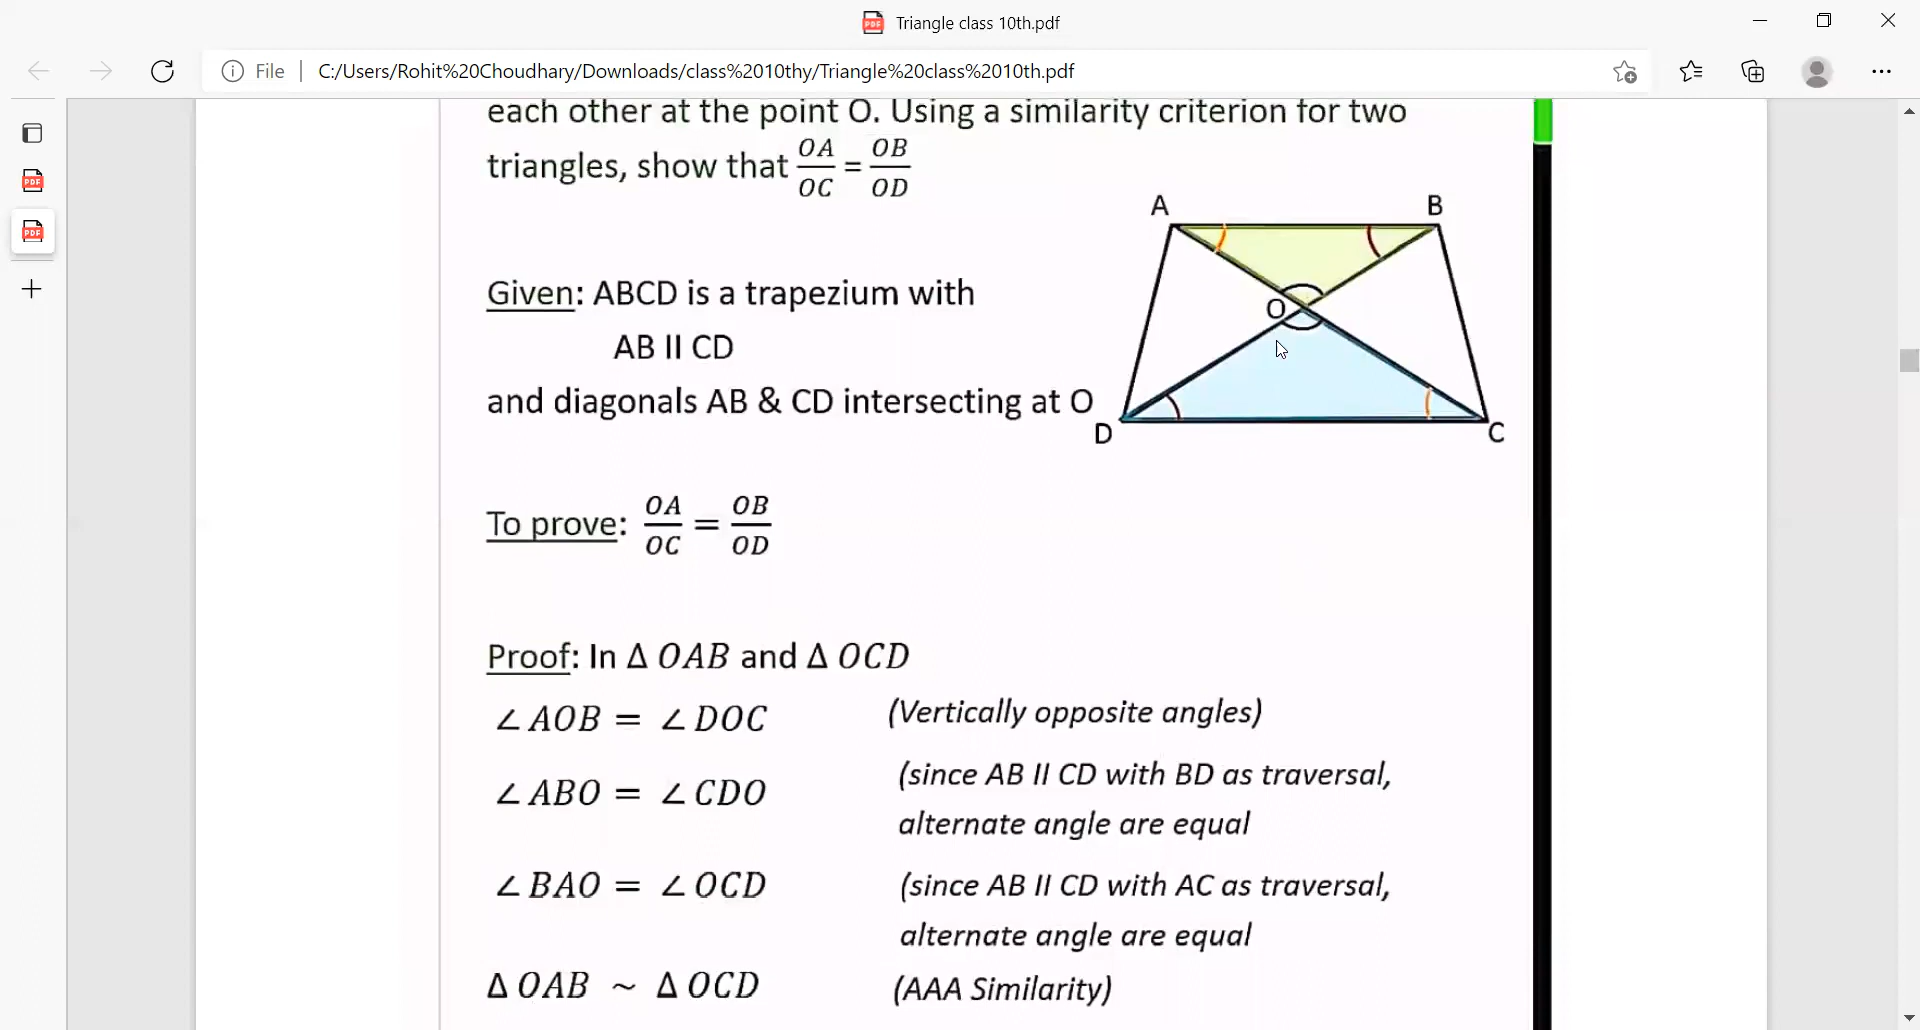 Triangle class 10th.pdf
File | C:/Users/Rohit%20Choudhary/Downloads/class%2010thy/Triangle%20class%2010th.pdf
each other at the point O. Using a similarity criterion for two
triangles, show that OA/OC = OB/OD
A B
Given: ABCD is a trapezium with
O
AB II CD
and diagonals AB & CD intersecting at O
D C
To prove: OA/OC = OB/OD
Proof: In Δ OAB and Δ OCD
∠ AOB = ∠ DOC (Vertically opposite angles)
∠ ABO = ∠ CDO (since AB II CD with BD as traversal,
alternate angle are equal
∠ BAO = ∠ OCD (since AB II CD with AC as traversal,
alternate angle are equal
Δ OAB ~ Δ OCD (AAA Similarity)